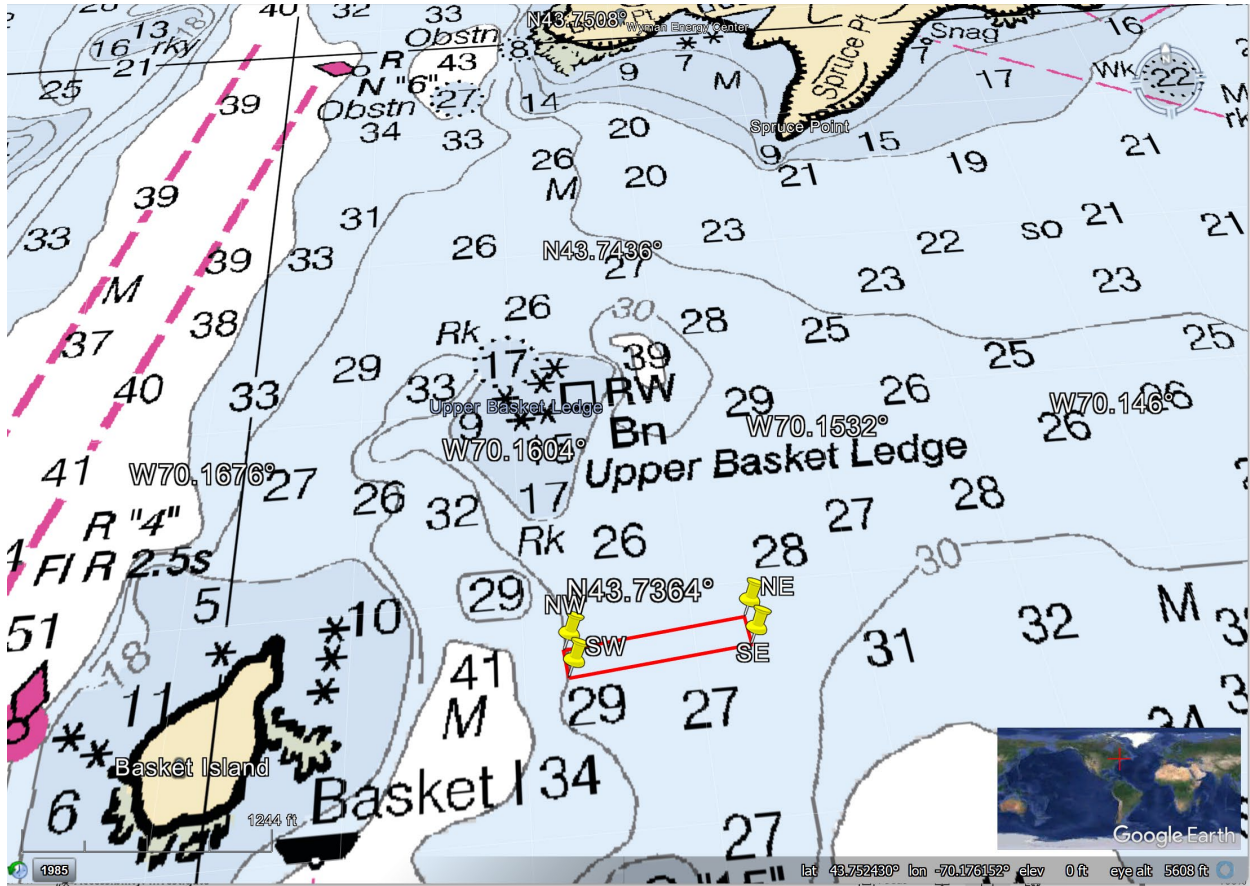 40 32 33 N43.7508°
Wyman Energy Center
13 18
16 rky
Obstn 8
Snag 16
21 R 43 9 7 M 7
25 N "6" 27 14 Spruce Pt 17 Wk 22
39 Obstn
34 33 20 Spruce Point 15 21
26 9 19
39 M 20 21
33 31 23 21
26 N43.7436° 22 so 21
39 33 27
M 23 23
26 30
38 Rk 28 25 25
37 17 39 25
29
40 33 33 RW 29 26 26
Upper Basket Ledge W70.146°
9 Bn W70.1532° 26
W70.1604° 15
41 W70.1676° Upper Basket Ledge
27 26 17 28
R "4" 32 27
Rk 26 28 30
Fl R 2.5s
N43.7364° NE
5 10 29 NW M
51 SW SE 32
18 31
41
11 M 29 27
Basket Island
Basket I 34
6
1244 ft
27
Google Earth
1985 lat 43.752430° lon -70.176152° elev 0 ft eye alt 5608 ft